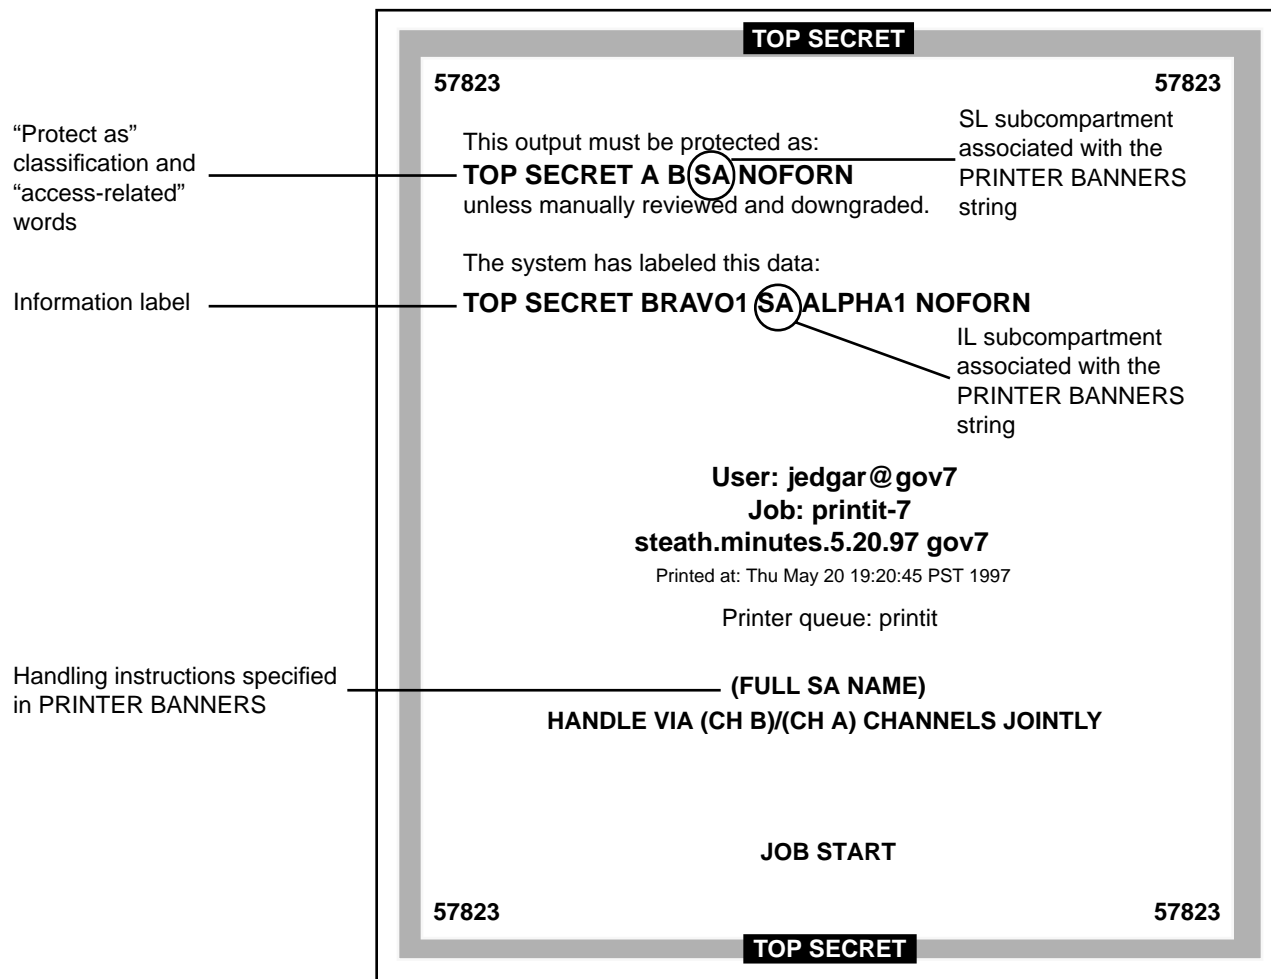 TOP SECRET
57823 57823
“Protect as”
classification and
“access-related”
words
This output must be protected as:
TOP SECRET A B SA NOFORN
unless manually reviewed and downgraded.
SL subcompartment
associated with the
PRINTER BANNERS
string
The system has labeled this data:
Information label
TOP SECRET BRAVO1 SA ALPHA1 NOFORN
IL subcompartment
associated with the
PRINTER BANNERS
string
User: jedgar@gov7
Job: printit-7
steath.minutes.5.20.97 gov7
Printed at: Thu May 20 19:20:45 PST 1997
Printer queue: printit
Handling instructions specified
in PRINTER BANNERS
(FULL SA NAME)
HANDLE VIA (CH B)/(CH A) CHANNELS JOINTLY
JOB START
57823 57823
TOP SECRET